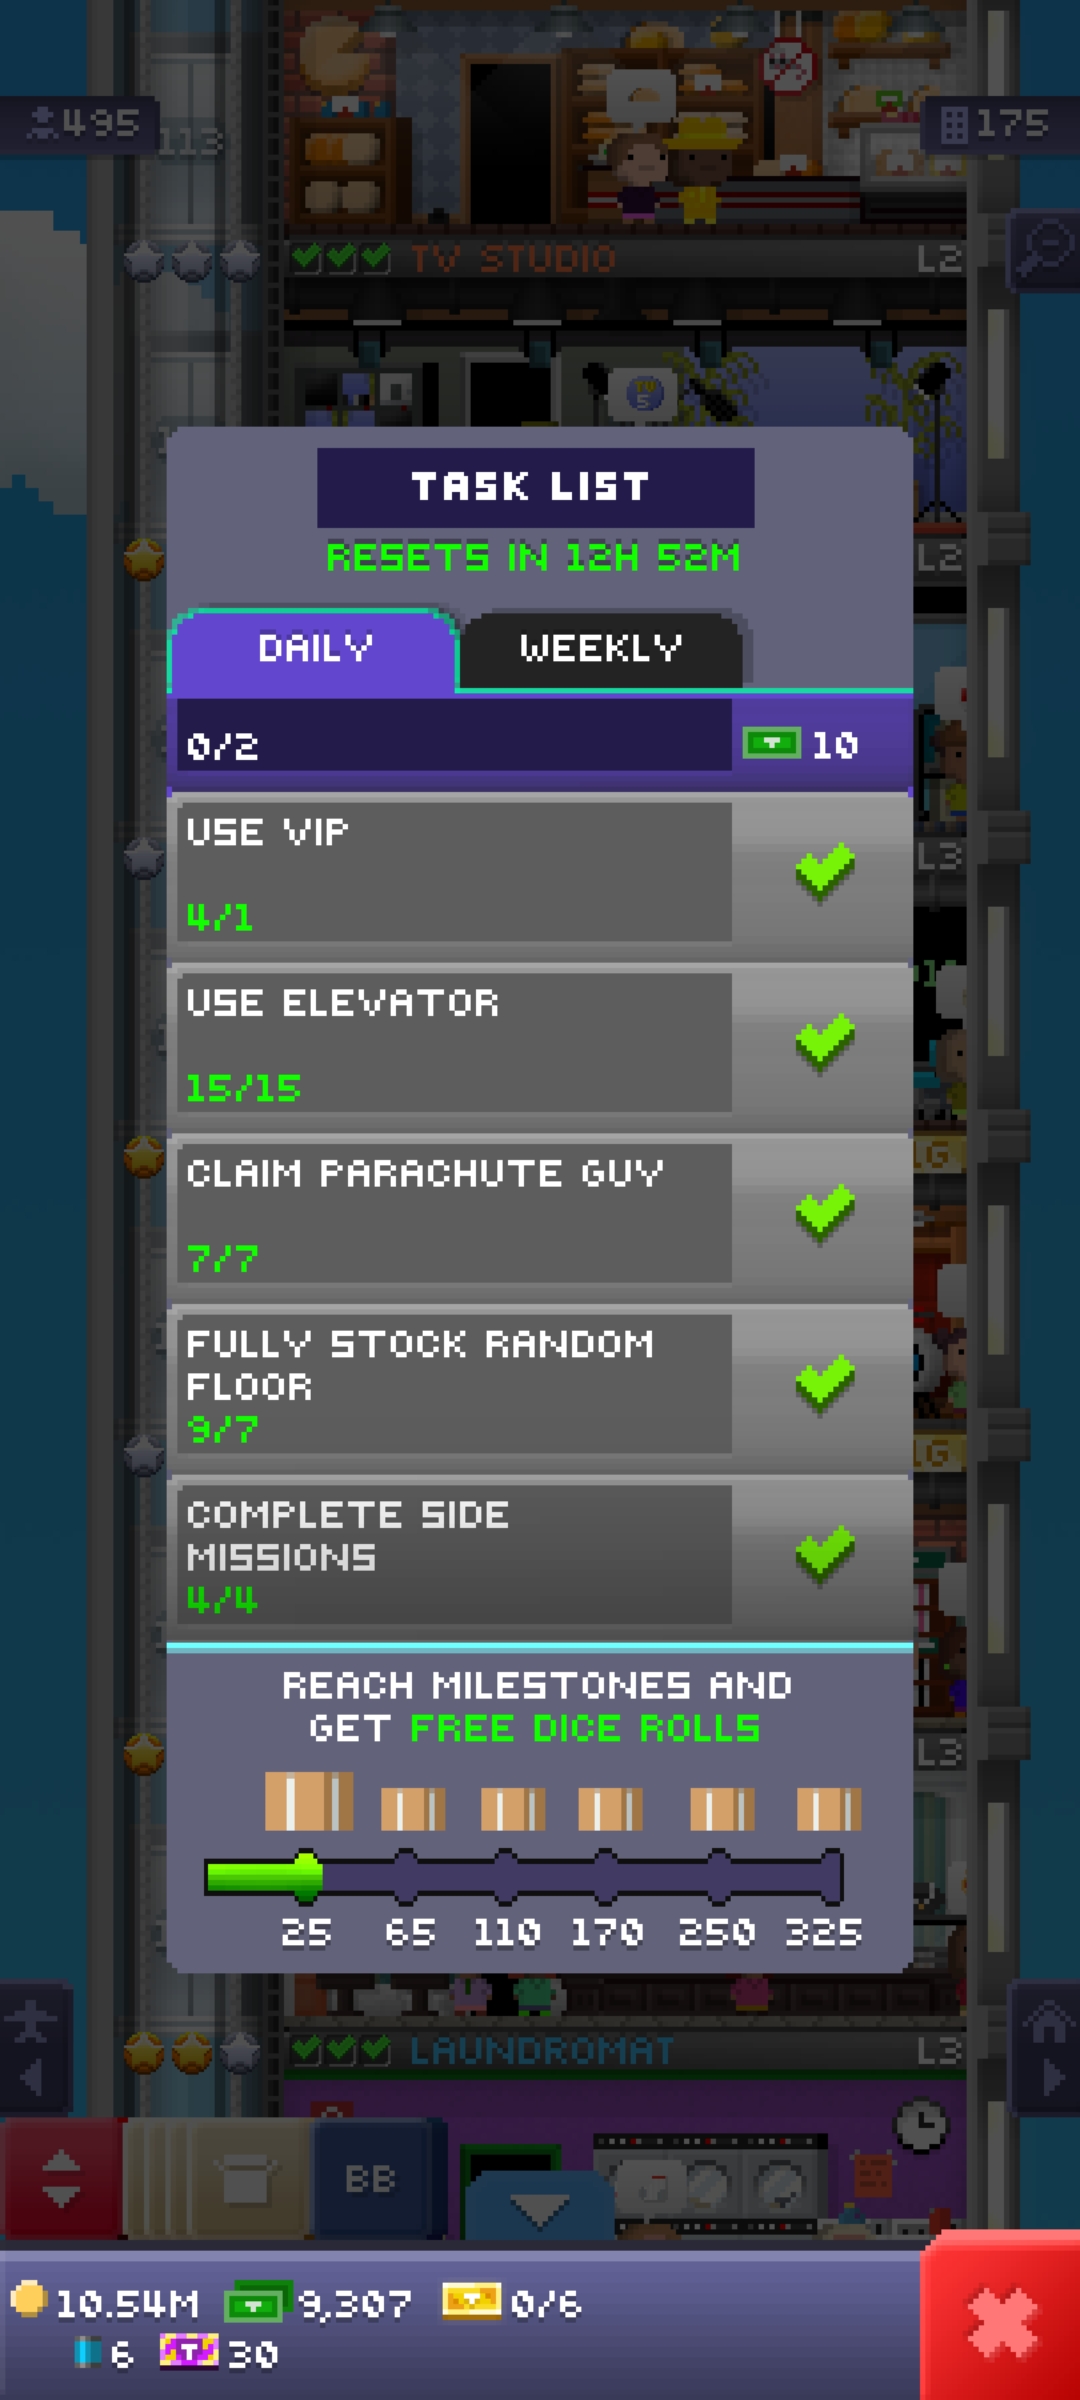 495
113
175
TV STUDIO
L2
TV
5
TASK LIST
RESETS IN 12H 52M
L2
DAILY
WEEKLY
0/2
10
USE VIP
4/1
L3
USE ELEVATOR
15/15
CLAIM PARACHUTE GUY
7/7
FULLY STOCK RANDOM
FLOOR
9/7
COMPLETE SIDE
MISSIONS
4/4
REACH MILESTONES AND
GET FREE DICE ROLLS
L3
25
65
110
170
250
325
LAUNDROMAT
L3
BB
10.54M
9,307
0/6
6
30